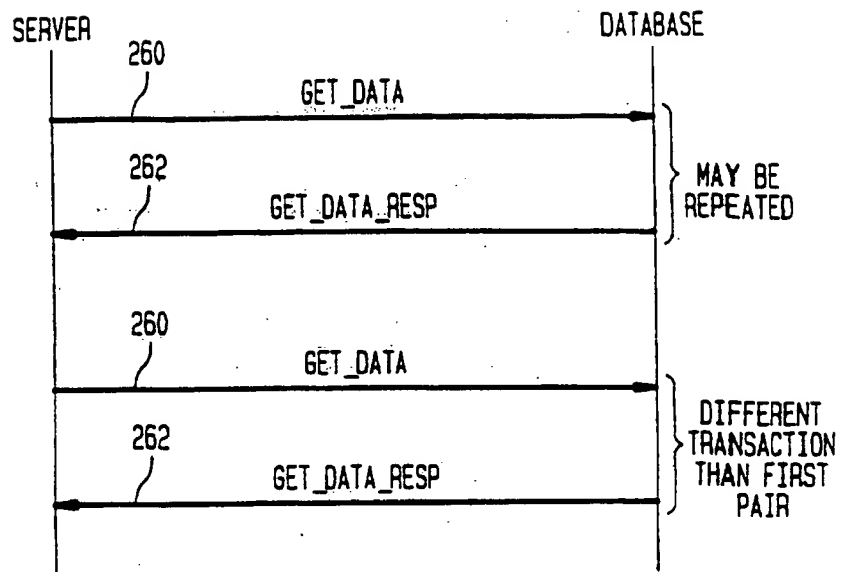 SERVER
DATABASE
260
GET_DATA
262
GET_DATA_RESP
MAY BE
REPEATED
260
GET_DATA
262
GET_DATA_RESP
DIFFERENT
TRANSACTION
THAN FIRST
PAIR